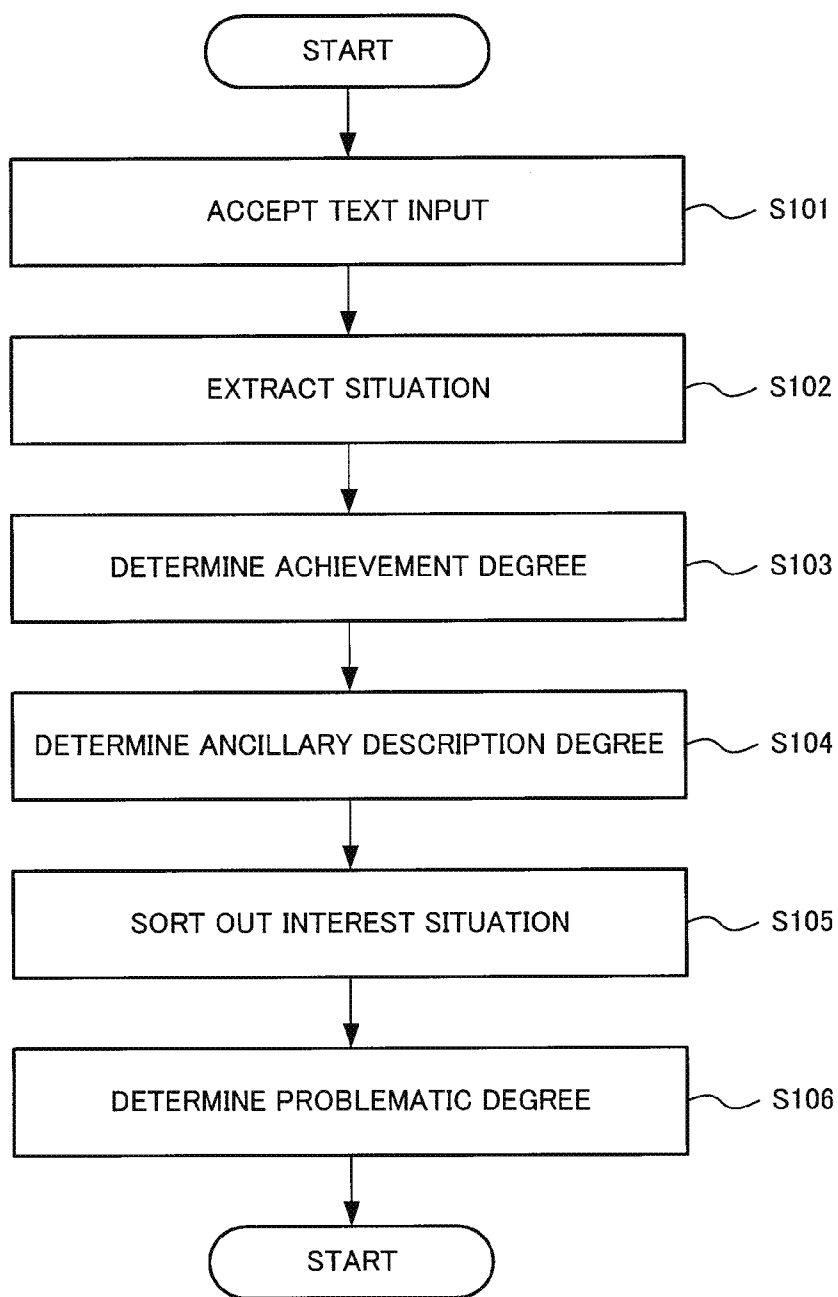 START
ACCEPT TEXT INPUT
S101
EXTRACT SITUATION
S102
DETERMINE ACHIEVEMENT DEGREE
S103
DETERMINE ANCILLARY DESCRIPTION DEGREE
S104
SORT OUT INTEREST SITUATION
S105
DETERMINE PROBLEMATIC DEGREE
S106
START